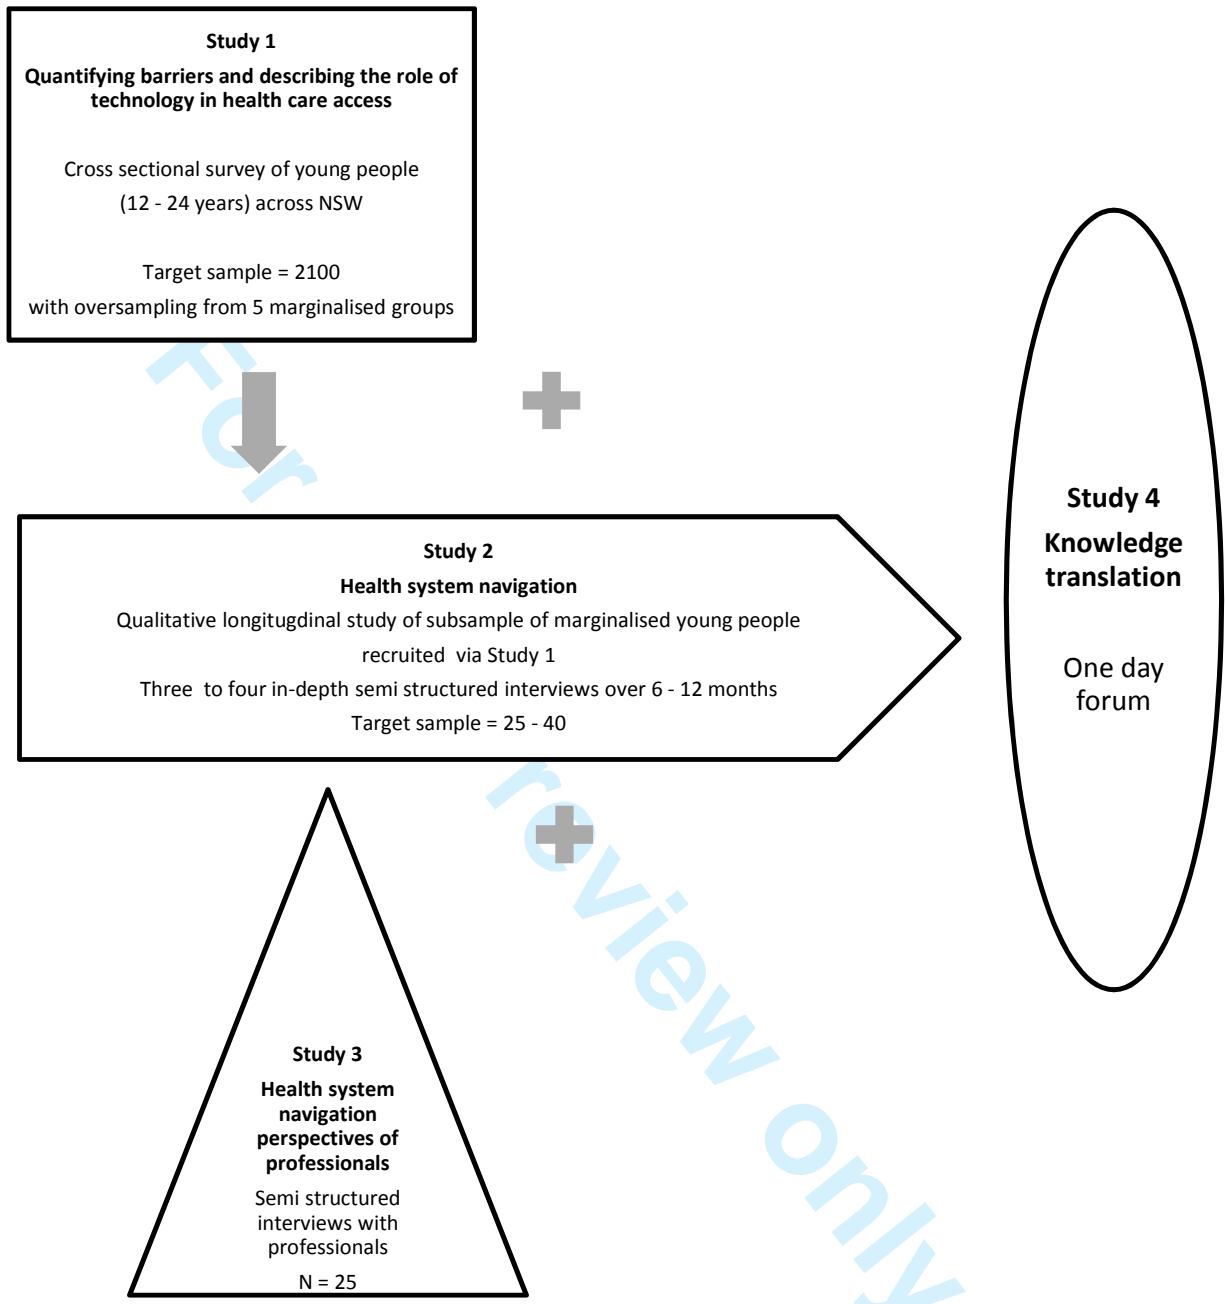 Study 1
Quantifying barriers and describing the role of
technology in health care access
Cross sectional survey of young people
(12 - 24 years) across NSW
Target sample = 2100
with oversampling from 5 marginalised groups
Study 2
Health system navigation
Qualitative longitugdinal study of subsample of marginalised young people
recruited via Study 1
Three to four in-depth semi structured interviews over 6 - 12 months
Target sample = 25 - 40
Study 3
Health system
navigation
perspectives of
professionals
Semi structured
interviews with
professionals
N = 25
Study 4
Knowledge
translation
One day
forum
For review only